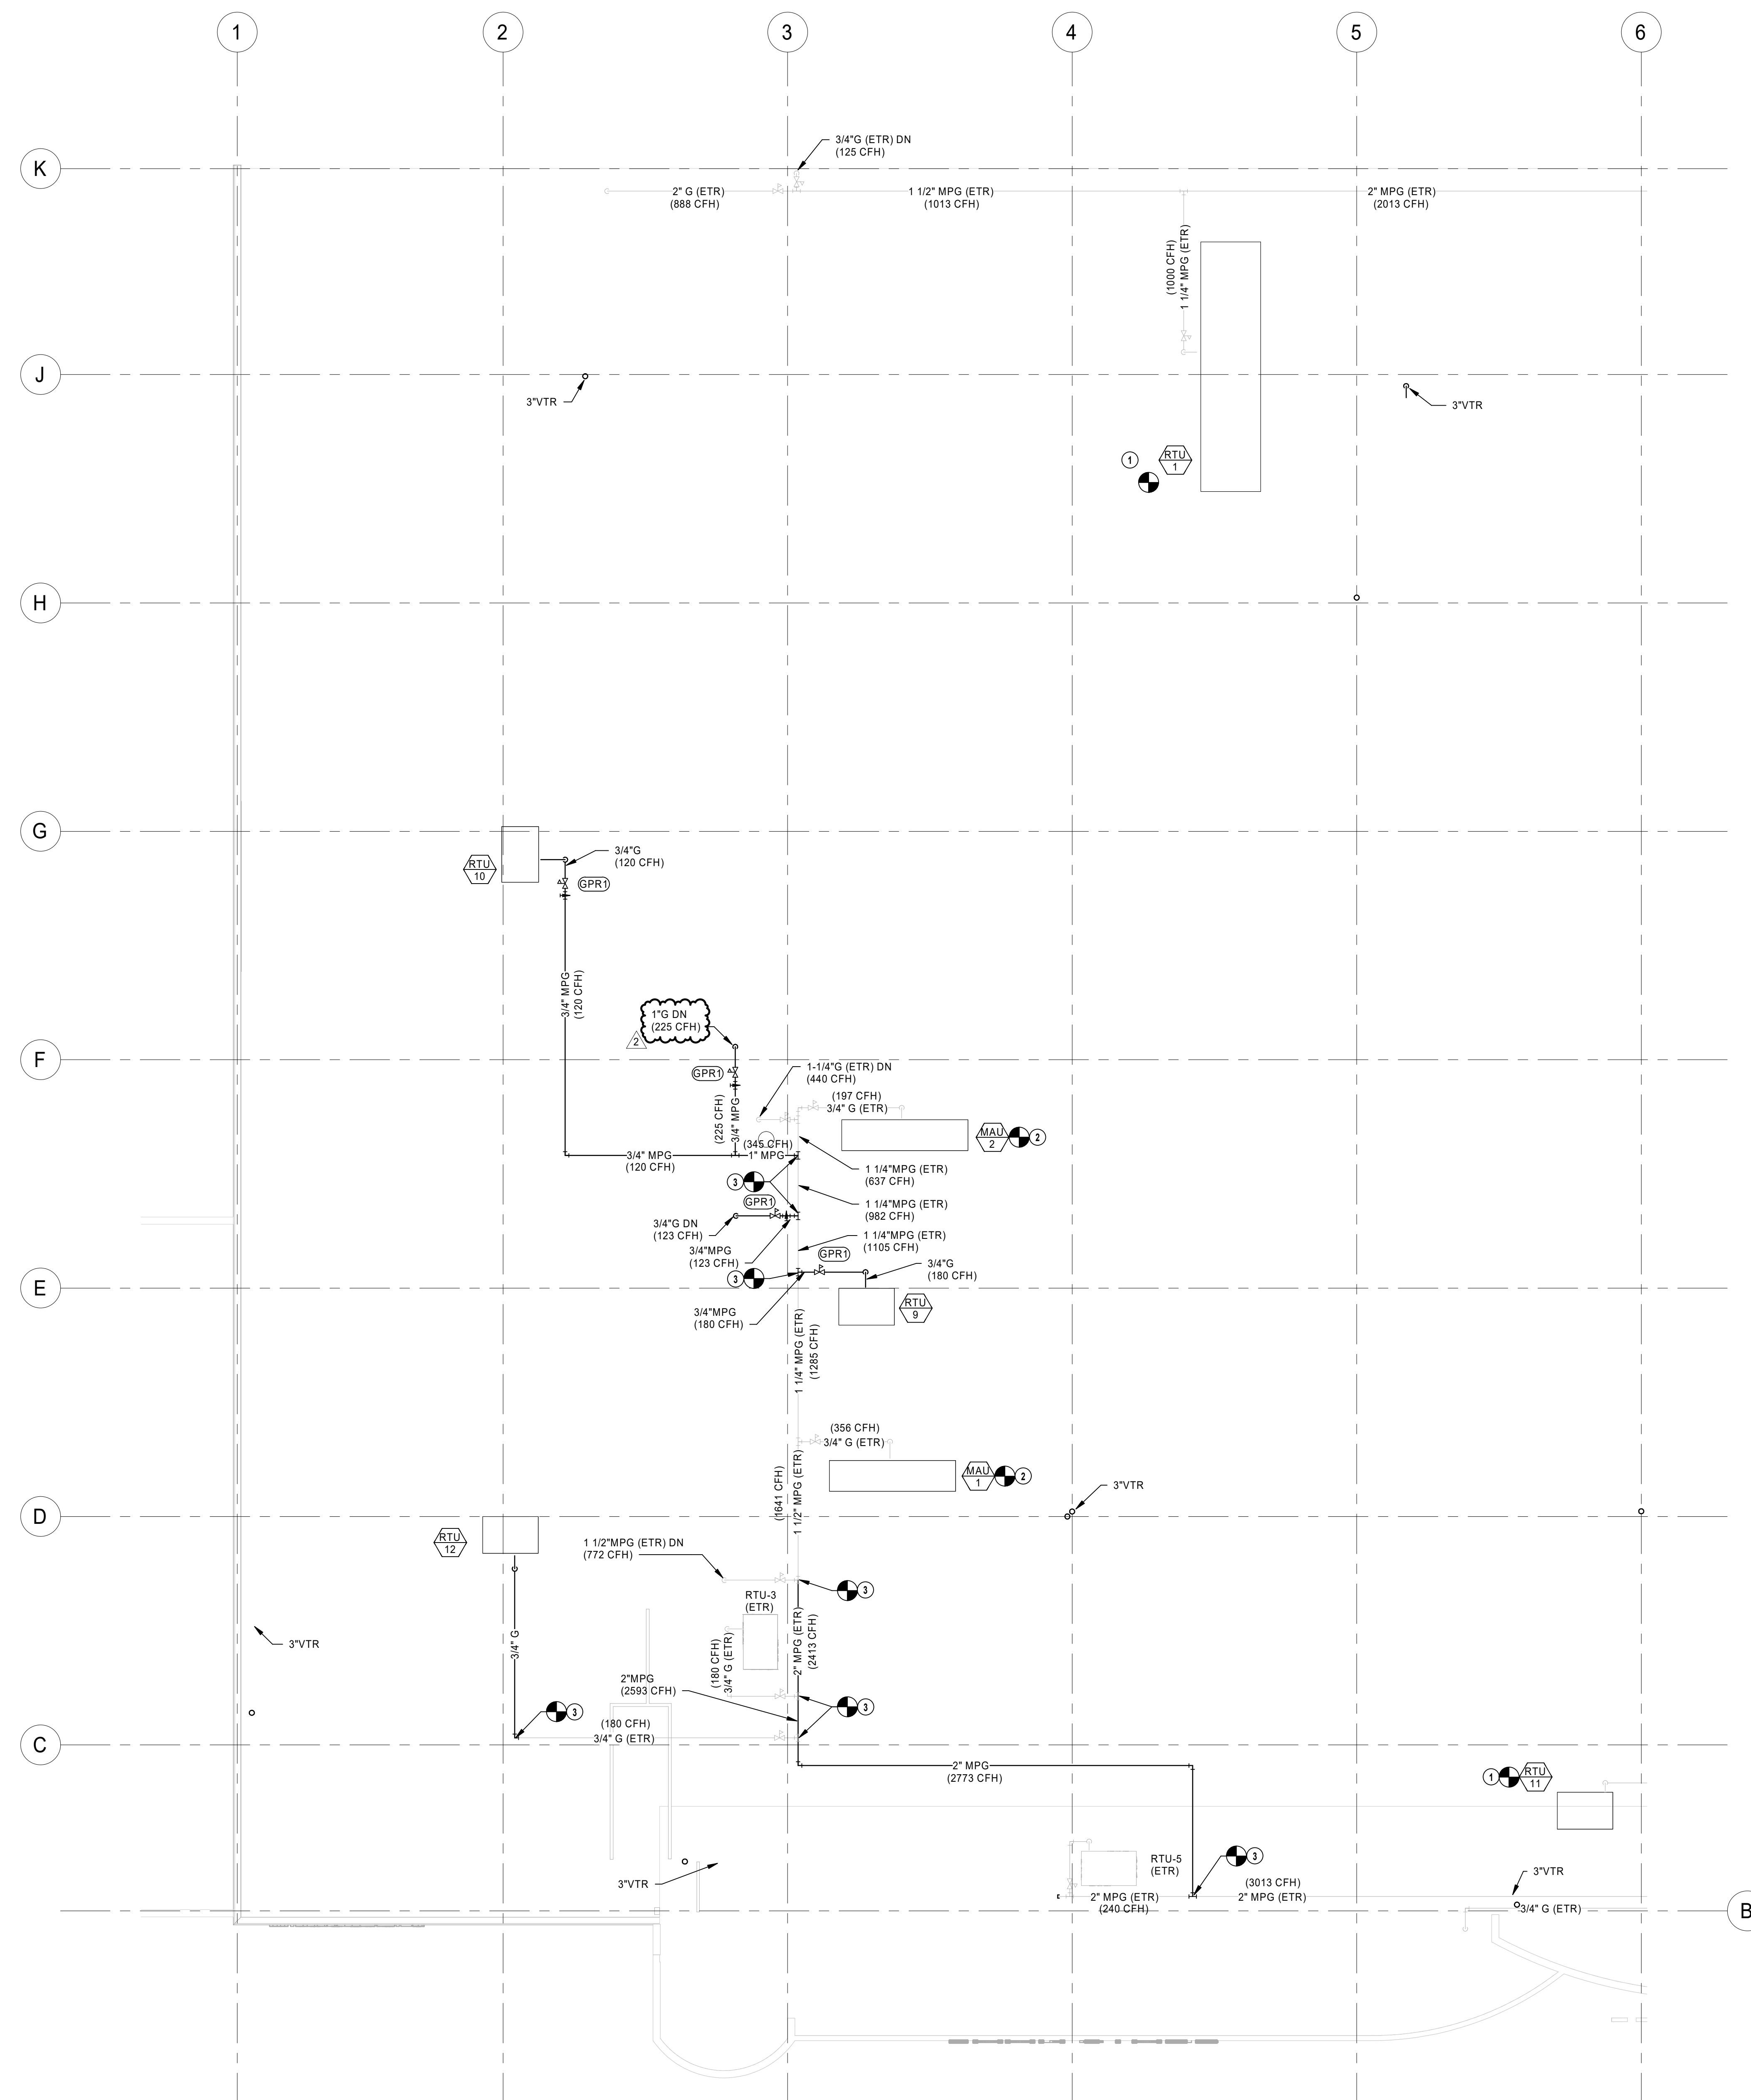 1
2
3
4
5
6
K
3/4"G (ETR) DN
(125 CFH)
2" G (ETR)
(888 CFH)
1 1/2" MPG (ETR)
(1013 CFH)
2" MPG (ETR)
(2013 CFH)
(1000 CFH)
1 1/4" MPG (ETR)
J
3"VTR
3"VTR
1
RTU
1
H
G
RTU
10
3/4"G
(120 CFH)
GPR1
3/4" MPG
(120 CFH)
1"G DN
(225 CFH)
2
F
GPR1
1-1/4"G (ETR) DN
(440 CFH)
(197 CFH)
3/4" G (ETR)
(225 CFH)
3/4" MPG
MAU
2
2
(345 CFH)
1" MPG
3/4" MPG
(120 CFH)
3
1 1/4"MPG (ETR)
(637 CFH)
GPR1
1 1/4"MPG (ETR)
(982 CFH)
3/4"G DN
(123 CFH)
1 1/4"MPG (ETR)
(1105 CFH)
3/4"MPG
(123 CFH)
GPR1
3/4"G
(180 CFH)
3
E
RTU
9
3/4"MPG
(180 CFH)
1 1/4" MPG (ETR)
(1285 CFH)
(356 CFH)
3/4" G (ETR)
MAU
1
2
(1641 CFH)
1 1/2" MPG (ETR)
3"VTR
D
RTU
12
1 1/2"MPG (ETR) DN
(772 CFH)
3
RTU-3
(ETR)
3"VTR
3/4" G
(180 CFH)
3/4" G (ETR)
2" MPG (ETR)
(2413 CFH)
2"MPG
(2593 CFH)
3
3
(180 CFH)
3/4" G (ETR)
C
2" MPG
(2773 CFH)
1
RTU
11
RTU-5
(ETR)
3
3"VTR
3"VTR
(3013 CFH)
2" MPG (ETR)
2" MPG (ETR)
(240 CFH)
3/4" G (ETR)
B